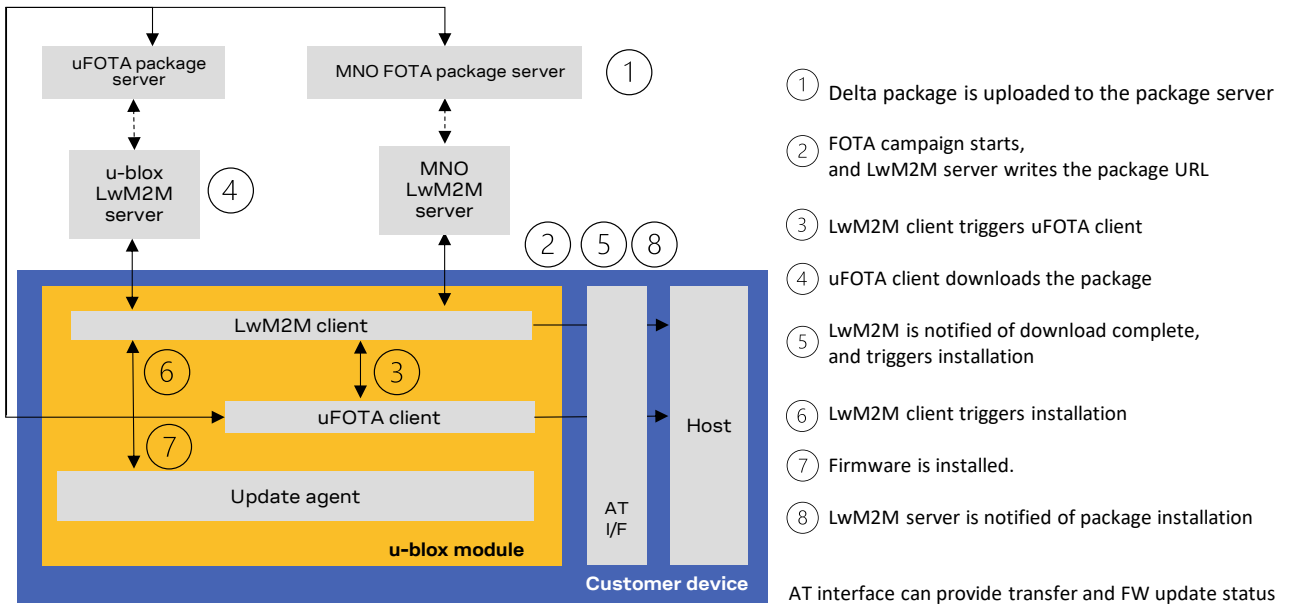 uFOTA package
server
MNO FOTA package server
1
u-blox
LwM2M
server
4
MNO
LwM2M
server
2 5 8
LwM2M client
6
3
uFOTA client
7
Update agent
u-blox module
AT
I/F
Host
Customer device
1 Delta package is uploaded to the package server
2 FOTA campaign starts,
and LwM2M server writes the package URL
3 LwM2M client triggers uFOTA client
4 uFOTA client downloads the package
5 LwM2M is notified of download complete,
and triggers installation
6 LwM2M client triggers installation
7 Firmware is installed.
8 LwM2M server is notified of package installation
AT interface can provide transfer and FW update status